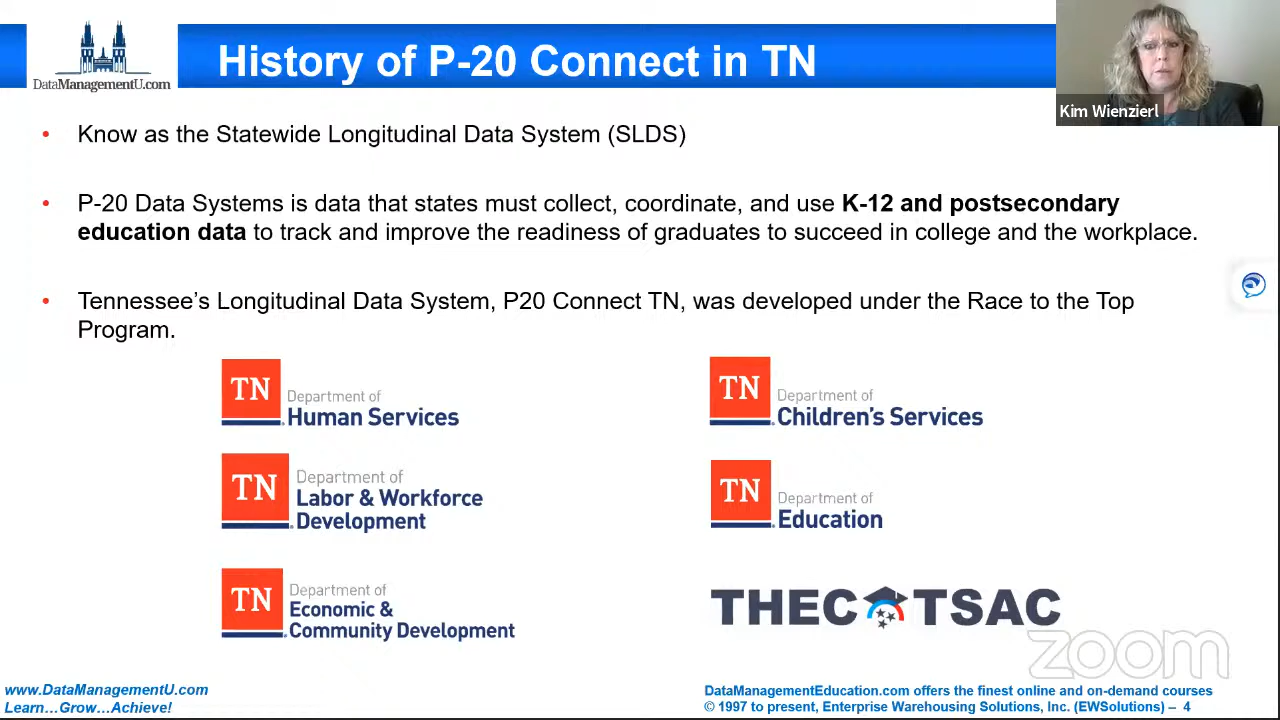 DataManagementU.com
History of P-20 Connect in TN
Kim Wienzierl
• Know as the Statewide Longitudinal Data System (SLDS)
• P-20 Data Systems is data that states must collect, coordinate, and use K-12 and postsecondary
education data to track and improve the readiness of graduates to succeed in college and the workplace.
• Tennessee’s Longitudinal Data System, P20 Connect TN, was developed under the Race to the Top
Program.
TN Department of
Human Services
TN Department of
Children's Services
TN Department of
Labor & Workforce
Development
TN Department of
Education
TN Department of
Economic &
Community Development
THEC TSAC
zoom
www.DataManagementU.com
Learn…Grow…Achieve!
DataManagementEducation.com offers the finest online and on-demand courses
© 1997 to present, Enterprise Warehousing Solutions, Inc. (EWSolutions) – 4